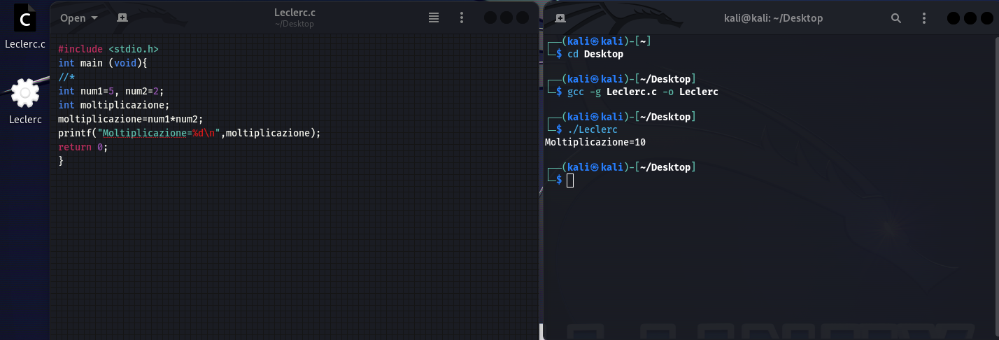 Leclerc.c
Leclerc
Open
Leclerc.c
~/Desktop
#include <stdio.h>
int main (void){
//*
int num1=5, num2=2;
int moltiplicazione;
moltiplicazione=num1*num2;
printf("Moltiplicazione=%d\n",moltiplicazione);
return 0;
}
kali@kali: ~/Desktop
┌──(kali㉿kali)-[~]
└─$ cd Desktop
┌──(kali㉿kali)-[~/Desktop]
└─$ gcc -g Leclerc.c -o Leclerc
┌──(kali㉿kali)-[~/Desktop]
└─$ ./Leclerc
Moltiplicazione=10
┌──(kali㉿kali)-[~/Desktop]
└─$